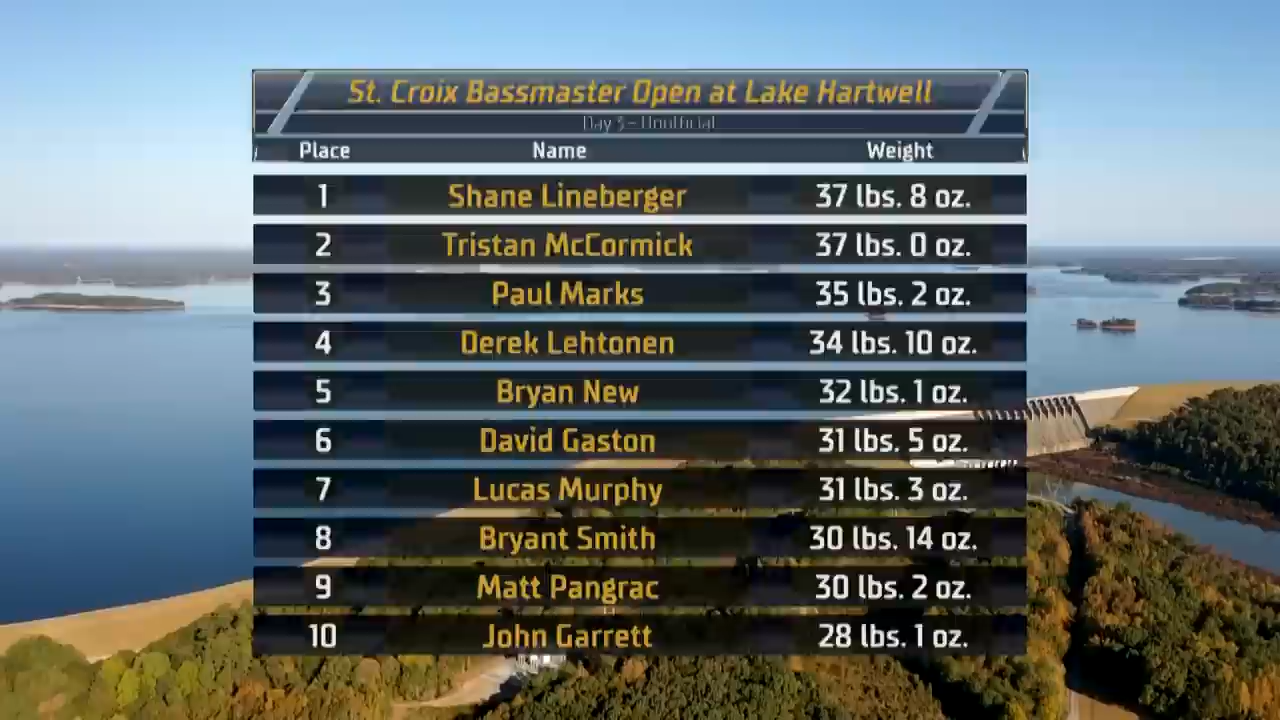 St. Croix Bassmaster Open at Lake Hartwell
Day 3 - Unofficial
Place Name Weight
1 Shane Lineberger 37 lbs. 8 oz.
2 Tristan McCormick 37 lbs. 0 oz.
3 Paul Marks 35 lbs. 2 oz.
4 Derek Lehtonen 34 lbs. 10 oz.
5 Bryan New 32 lbs. 1 oz.
6 David Gaston 31 lbs. 5 oz.
7 Lucas Murphy 31 lbs. 3 oz.
8 Bryant Smith 30 lbs. 14 oz.
9 Matt Pangrac 30 lbs. 2 oz.
10 John Garrett 28 lbs. 1 oz.